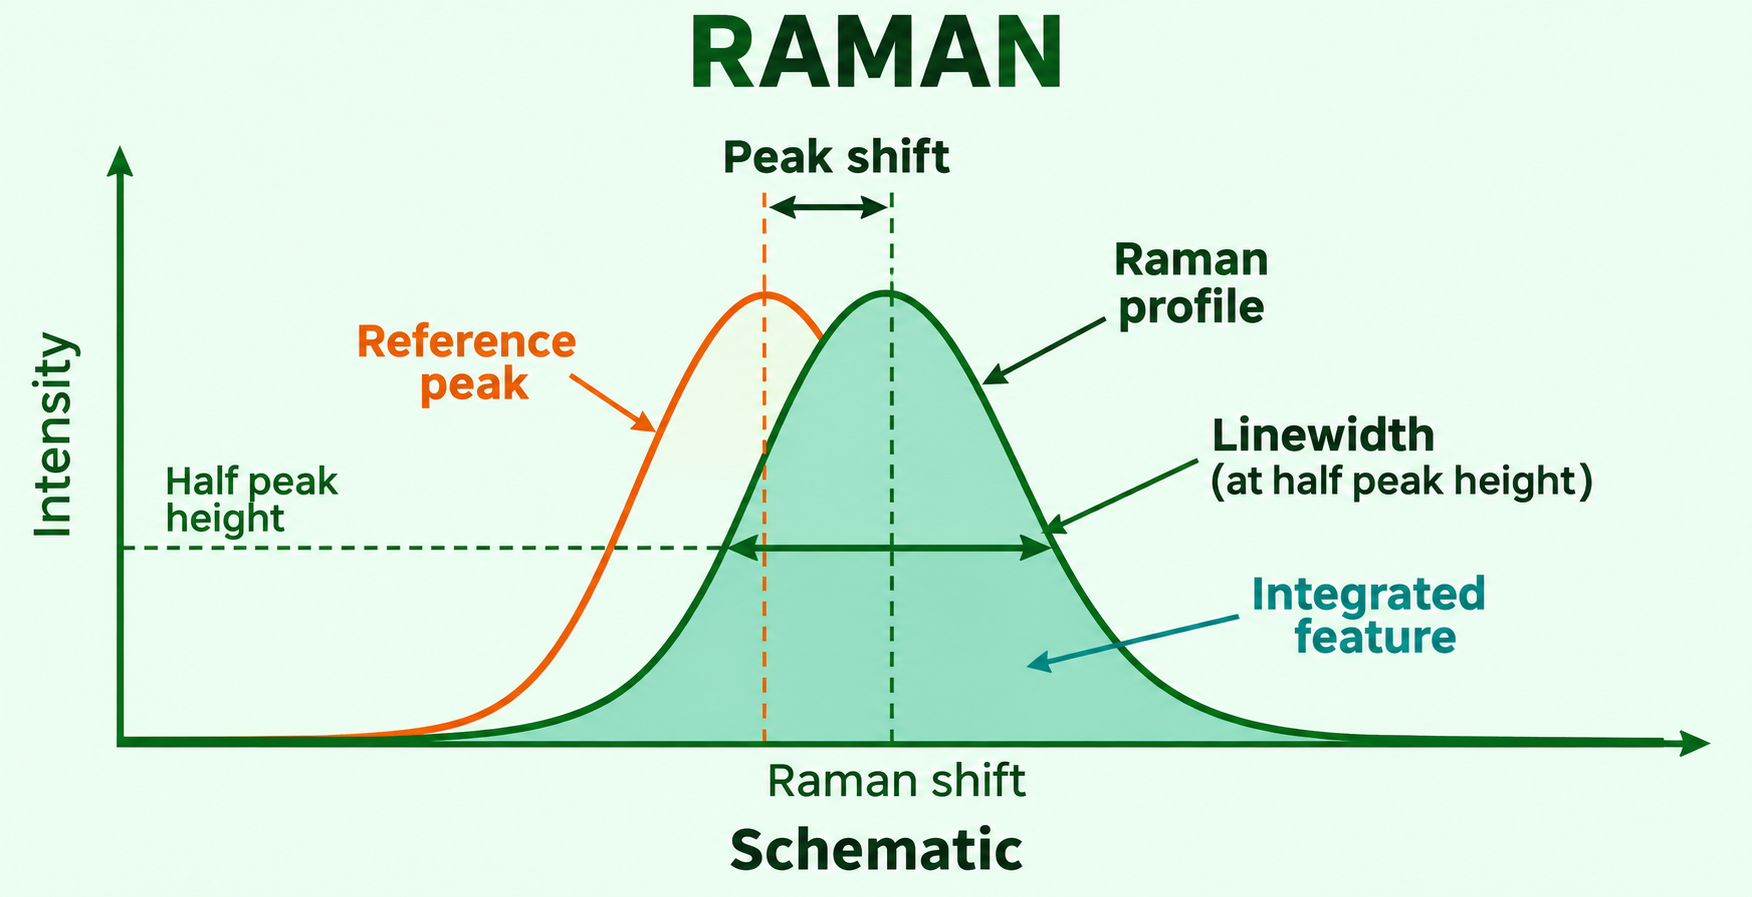 RAMAN
Peak shift
Raman
profile
Reference
peak
Linewidth
(at half peak height)
Half peak
height
Intensity
Integrated
feature
Raman shift
Schematic